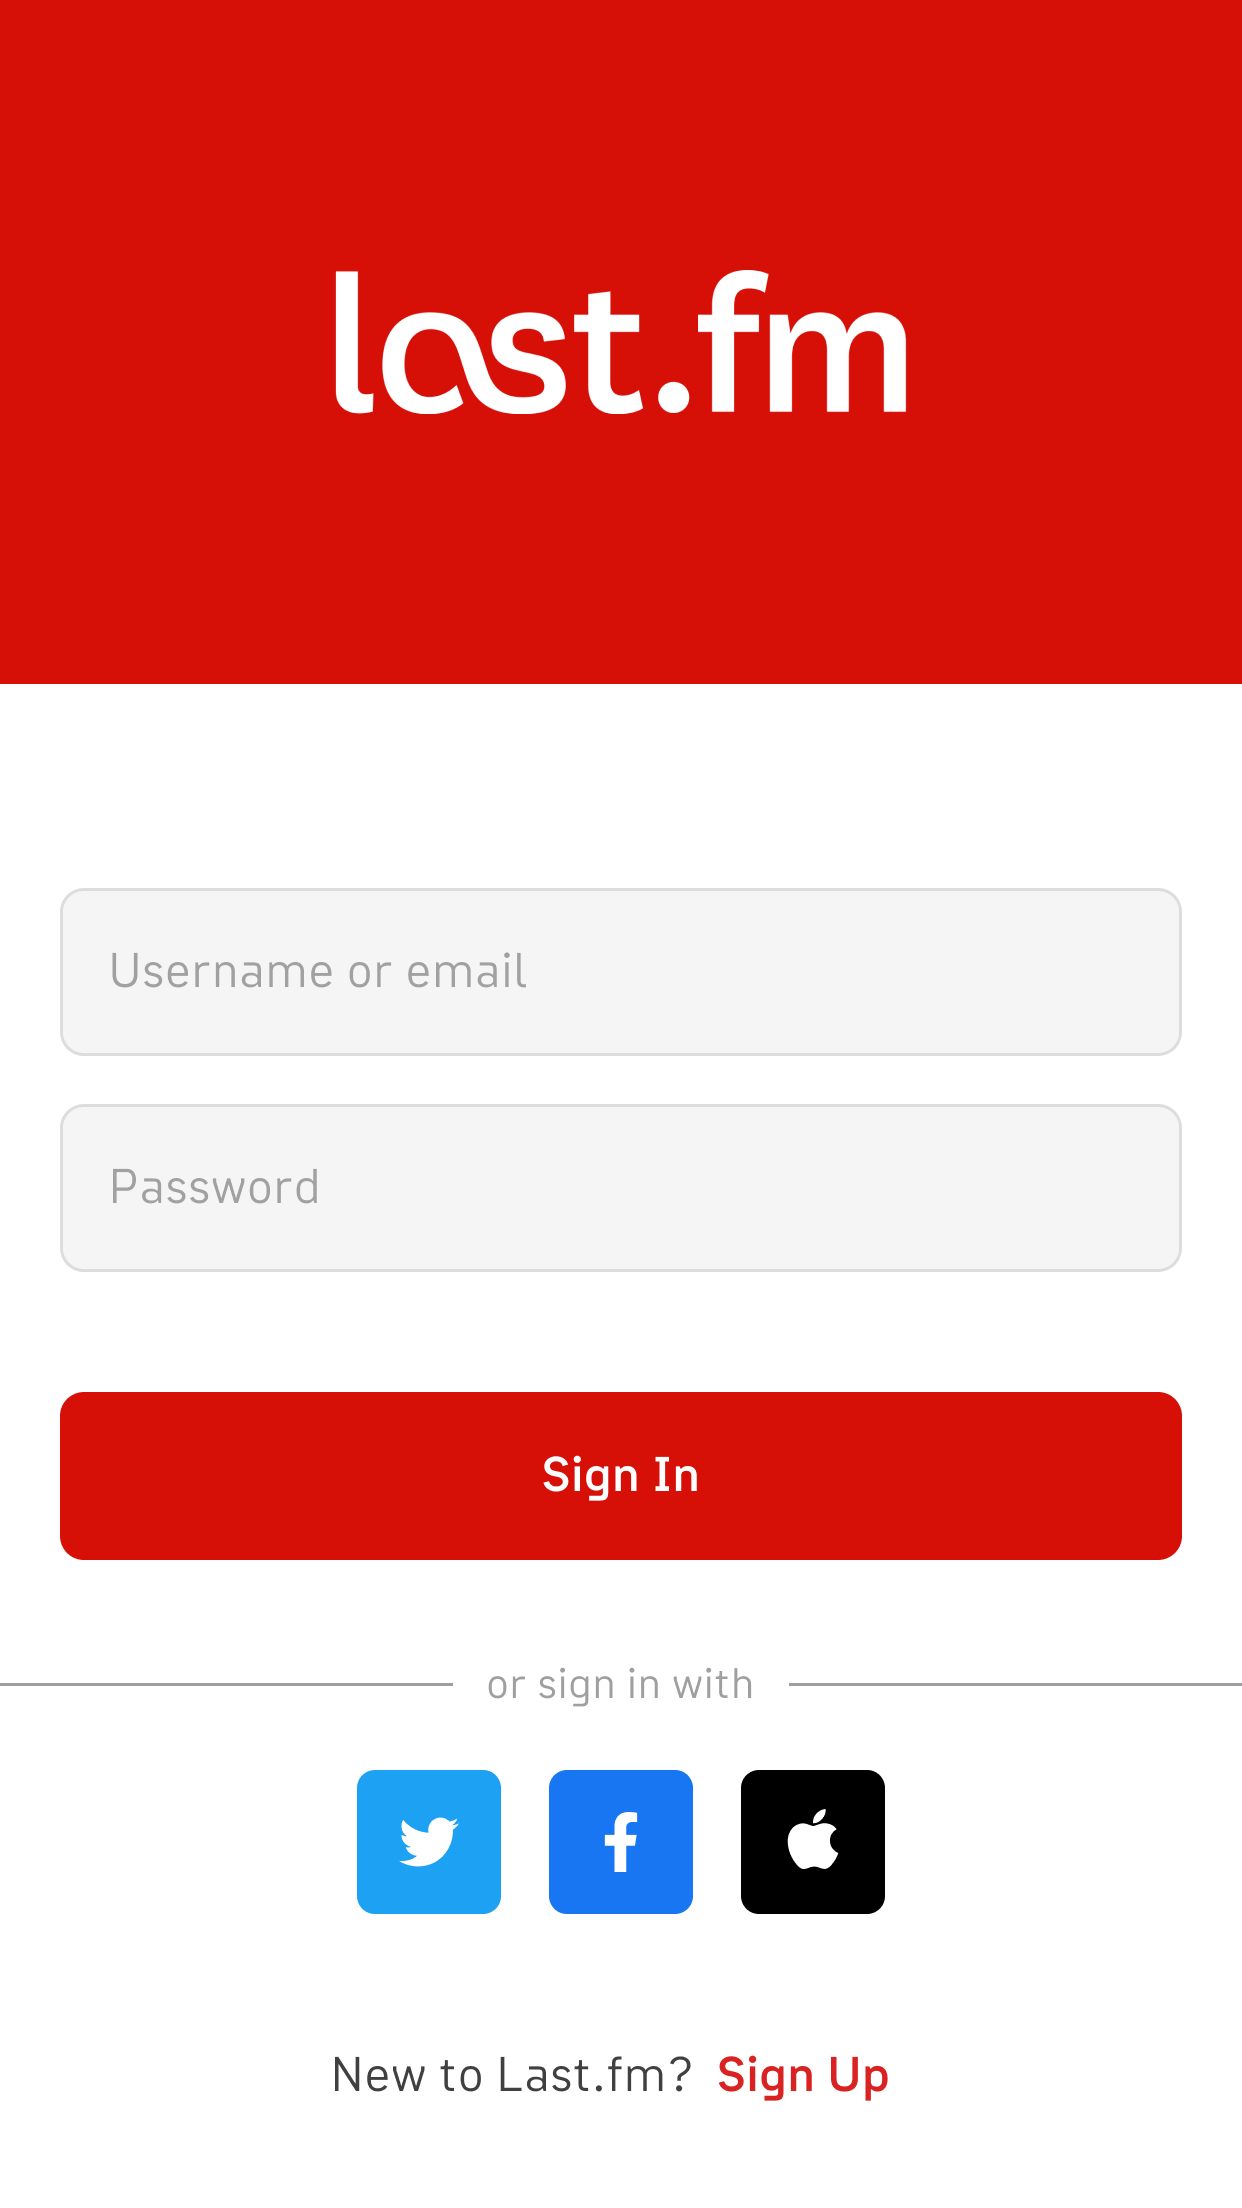 last.fm
Username or email
Password
Sign In
or sign in with
New to Last.fm? Sign Up